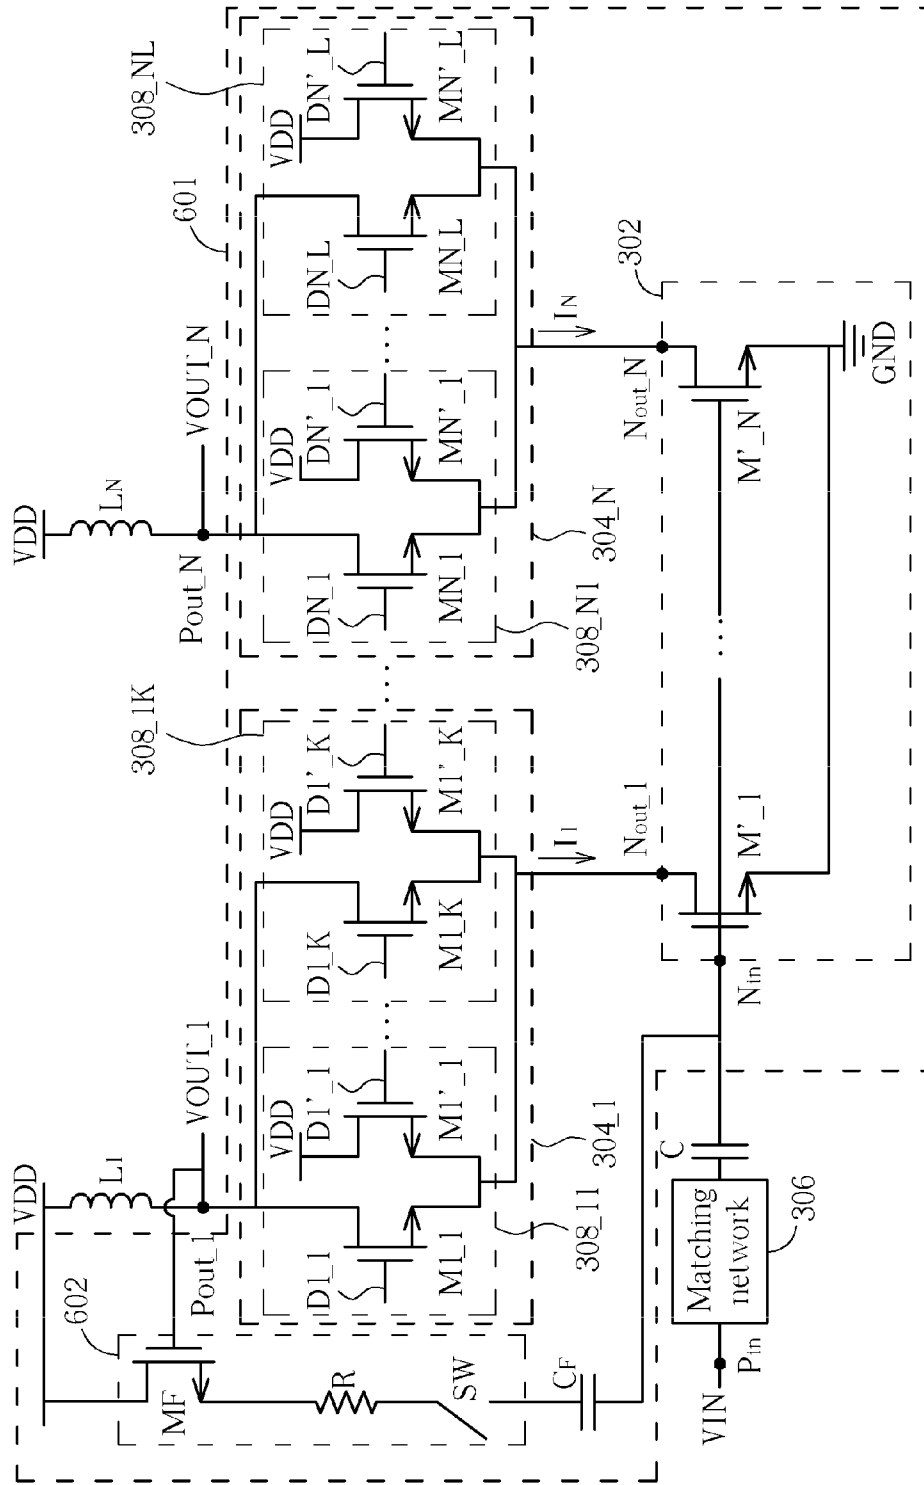 VDD
L1
VOUT_1
Pout_1
602
MF
R
SW
CF
308_1K
VDD
LN
VOUT_N
Pout_N
601
308_NL
D1_1
M1_1
VDD
D1'_1
M1'_1
...
D1_K
M1_K
VDD
D1'_K
M1'_K
...
DN_1
MN_1
VDD
DN'_1
MN'_1
...
DN_L
MN_L
VDD
DN'_L
MN'_L
308_11
304_1
I1
308_N1
304_N
IN
302
Nout_1
Nout_N
VIN
Pin
Matching
network
306
C
Nin
M'_1
...
M'_N
GND